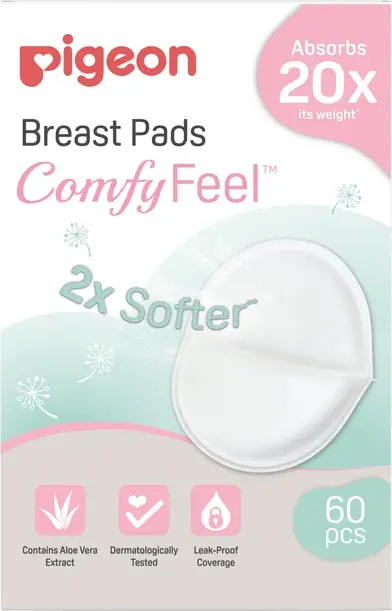 pigeon
Absorbs
20x
its weight*
Breast Pads
ComfyFeel™
2x Softer**
60
pcs
Contains Aloe Vera
Extract
Dermatologically
Tested
Leak-Proof
Coverage